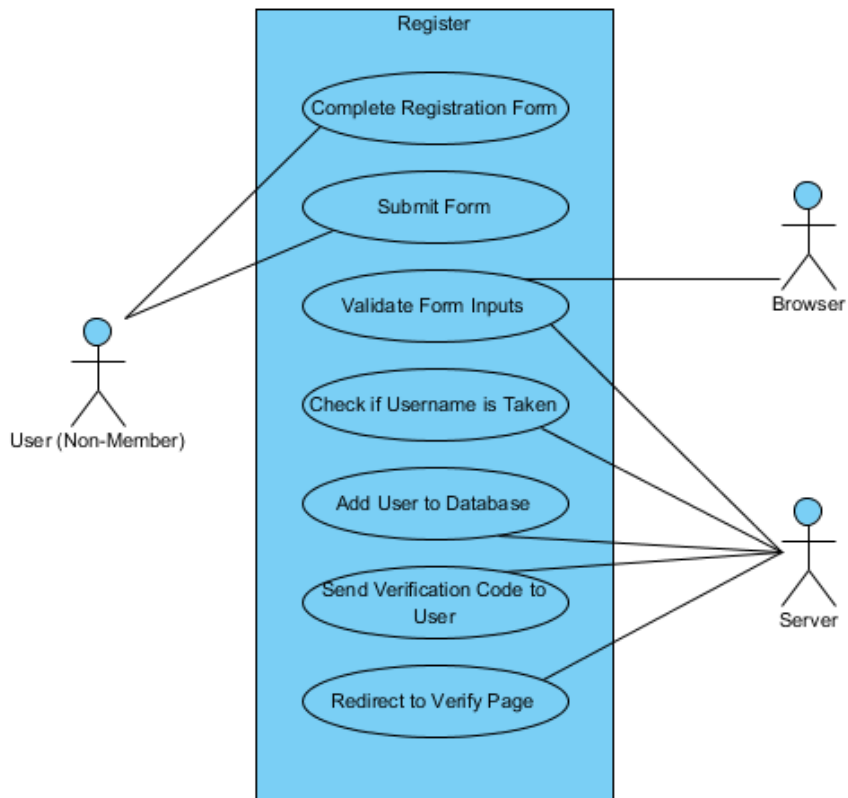 Register
Complete Registration Form
Submit Form
Validate Form Inputs
Browser
Check if Username is Taken
User (Non-Member)
Add User to Database
Send Verification Code to
User
Server
Redirect to Verify Page